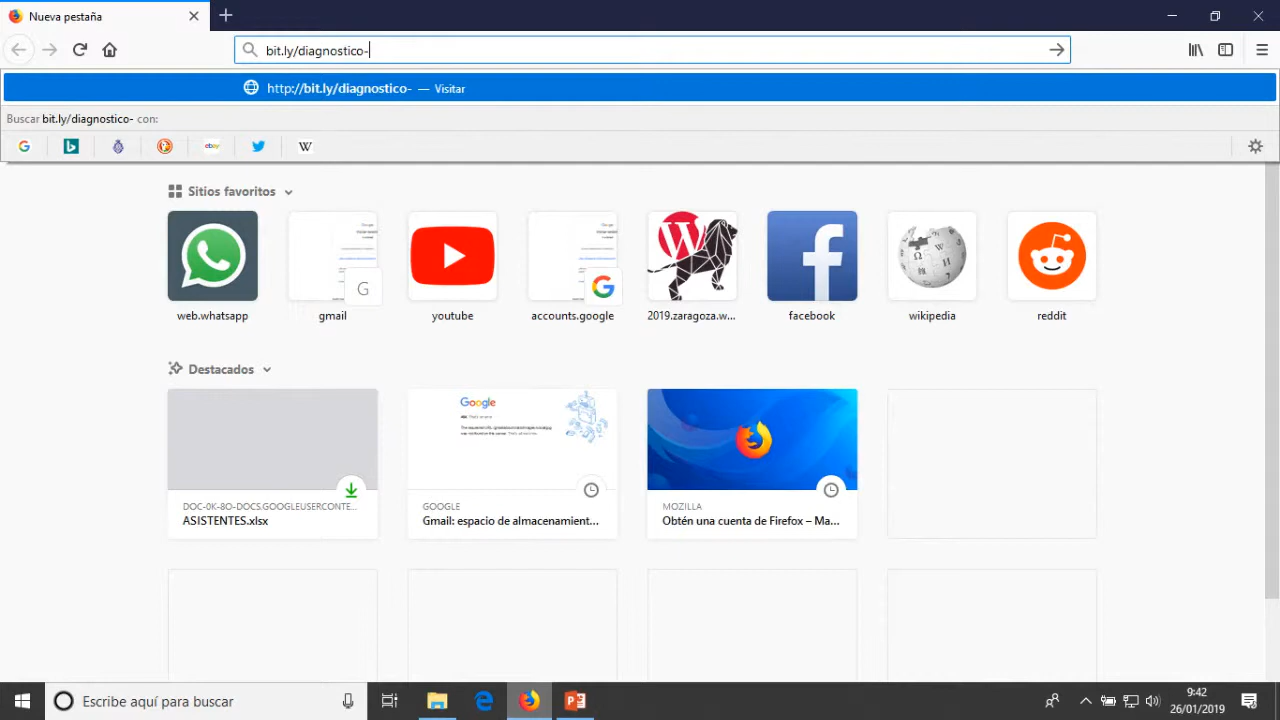 Nueva pestaña
bit.ly/diagnostico-
http://bit.ly/diagnostico- — Visitar
Buscar bit.ly/diagnostico- con:
ebay W
Sitios favoritos
G
web.whatsapp gmail youtube accounts.google 2019.zaragoza.w... facebook wikipedia reddit
Destacados
Google
DOC-0K-8O-DOCS.GOOGLEUSERCONTE... GOOGLE MOZILLA
ASISTENTES.xlsx Gmail: espacio de almacenamient... Obtén una cuenta de Firefox – Ma...
Escribe aquí para buscar
9:42
26/01/2019